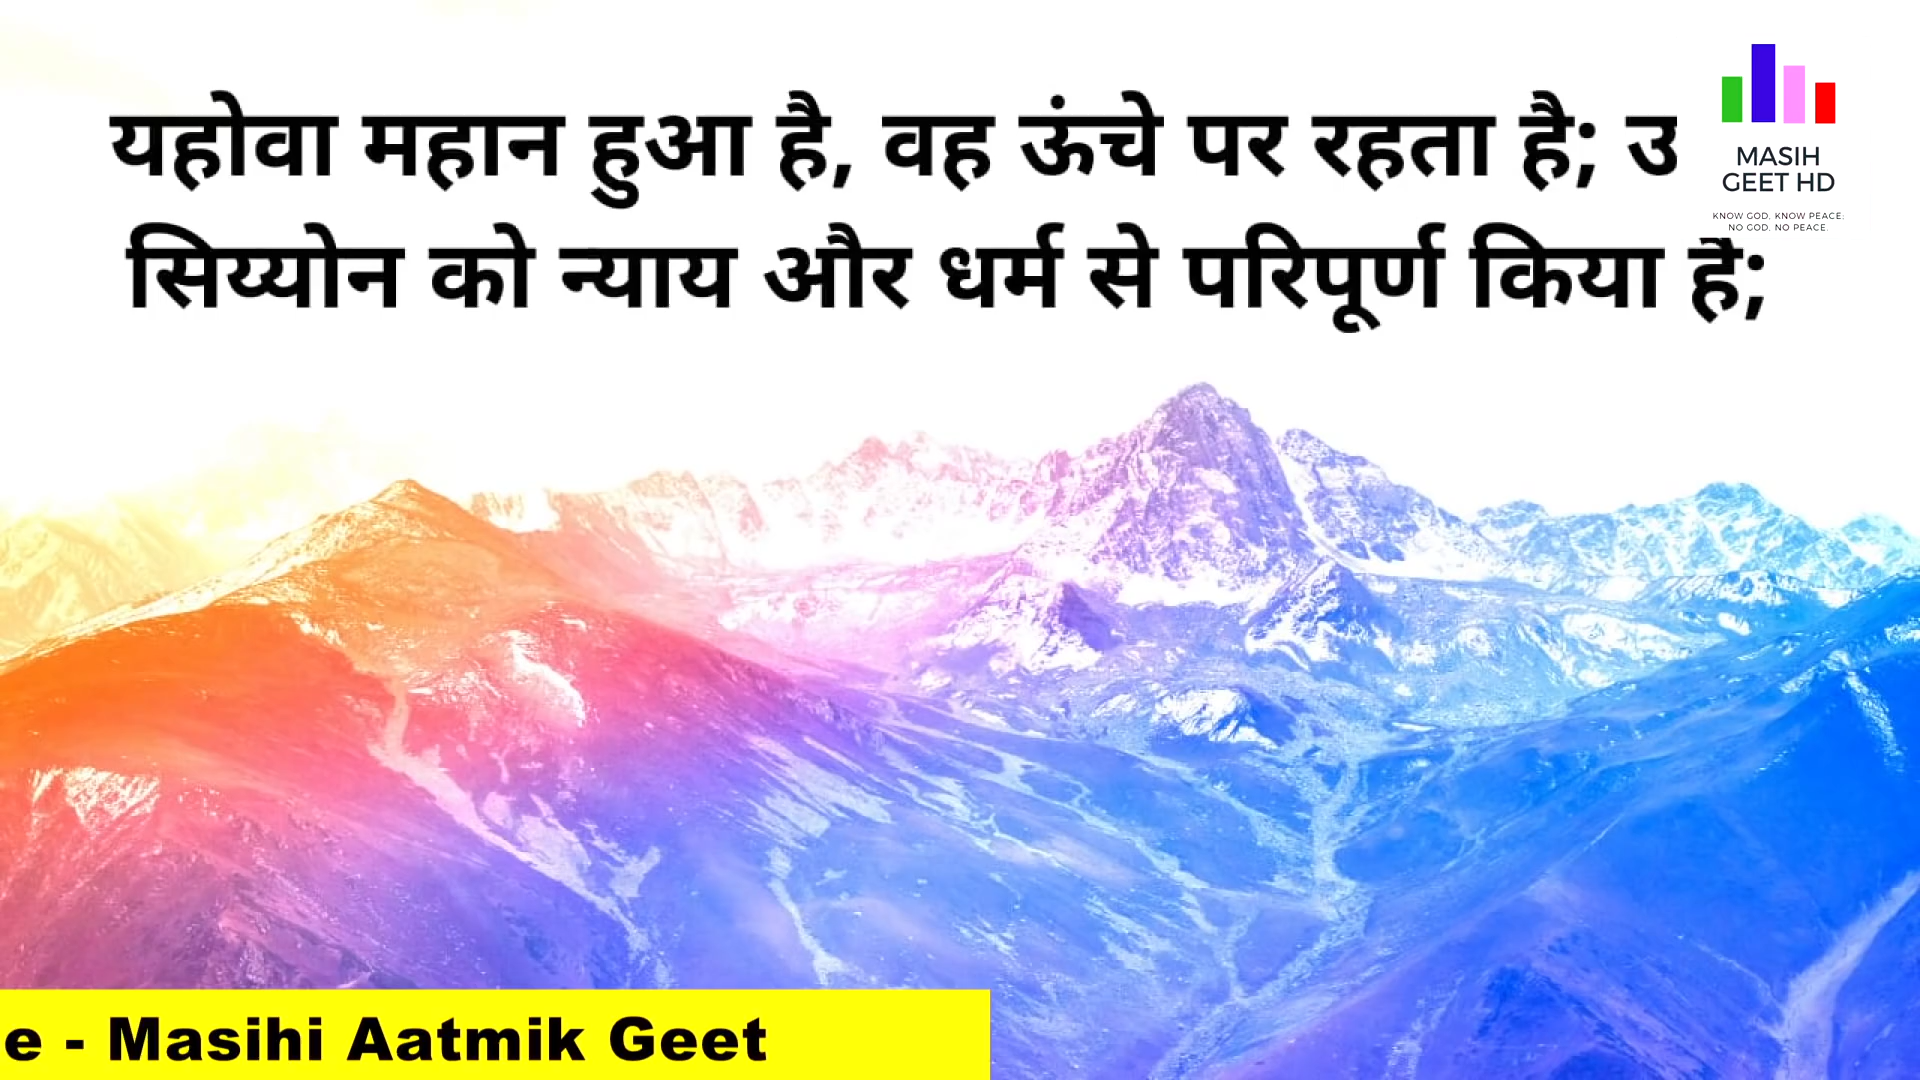 यहोवा महान हुआ है, वह ऊंचे पर रहता है;
सिय्योन को न्याय और धर्म से परिपूर्ण किया है;
MASIH
GEET HD
KNOW GOD. KNOW PEACE;
NO GOD. NO PEACE.
e - Masihi Aatmik Geet